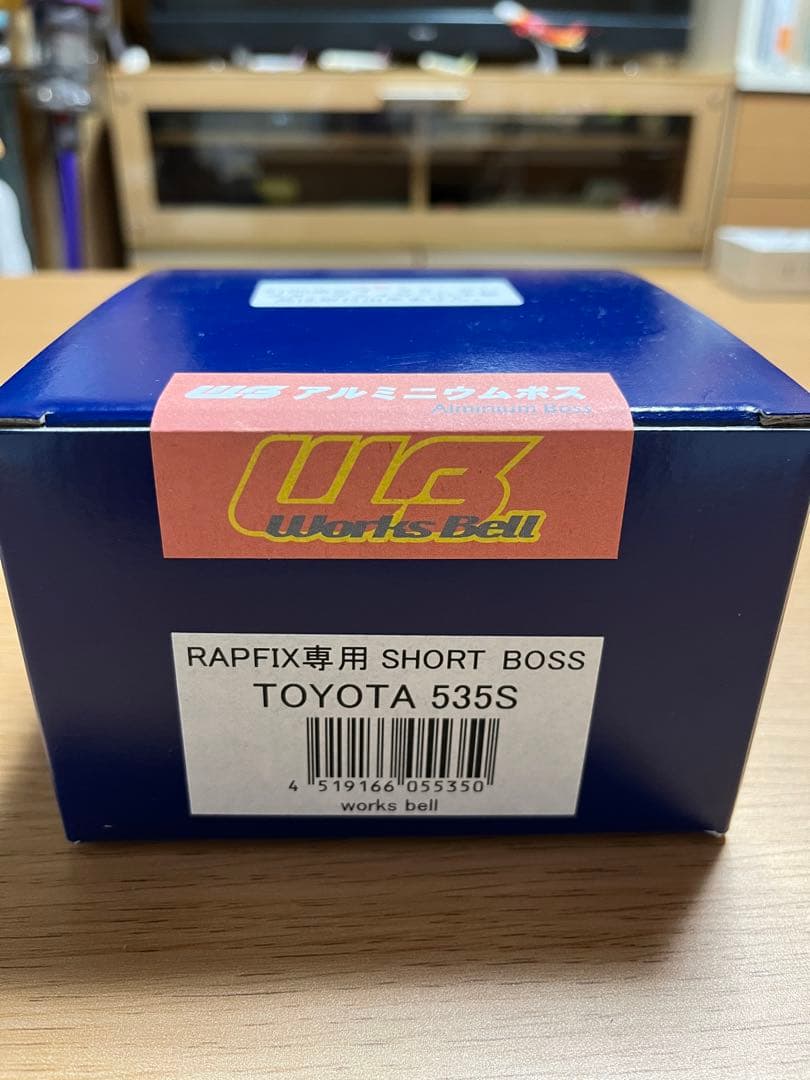 WB アルミニウムボス
Aluminium Boss
WB
Works Bell
RAPFIX専用 SHORT BOSS
TOYOTA 535S
4 519166 055350
works bell